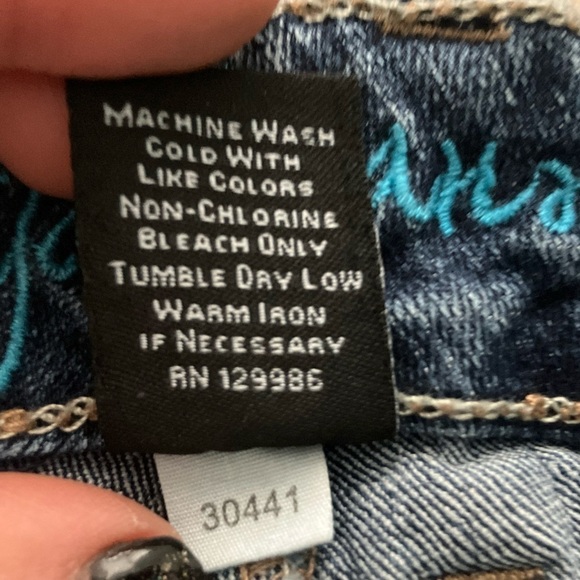 MACHINE WASH
COLD WITH
LIKE COLORS
NON-CHLORINE
BLEACH ONLY
TUMBLE DRY LOW
WARM IRON
IF NECESSARY
RN 129986
30441